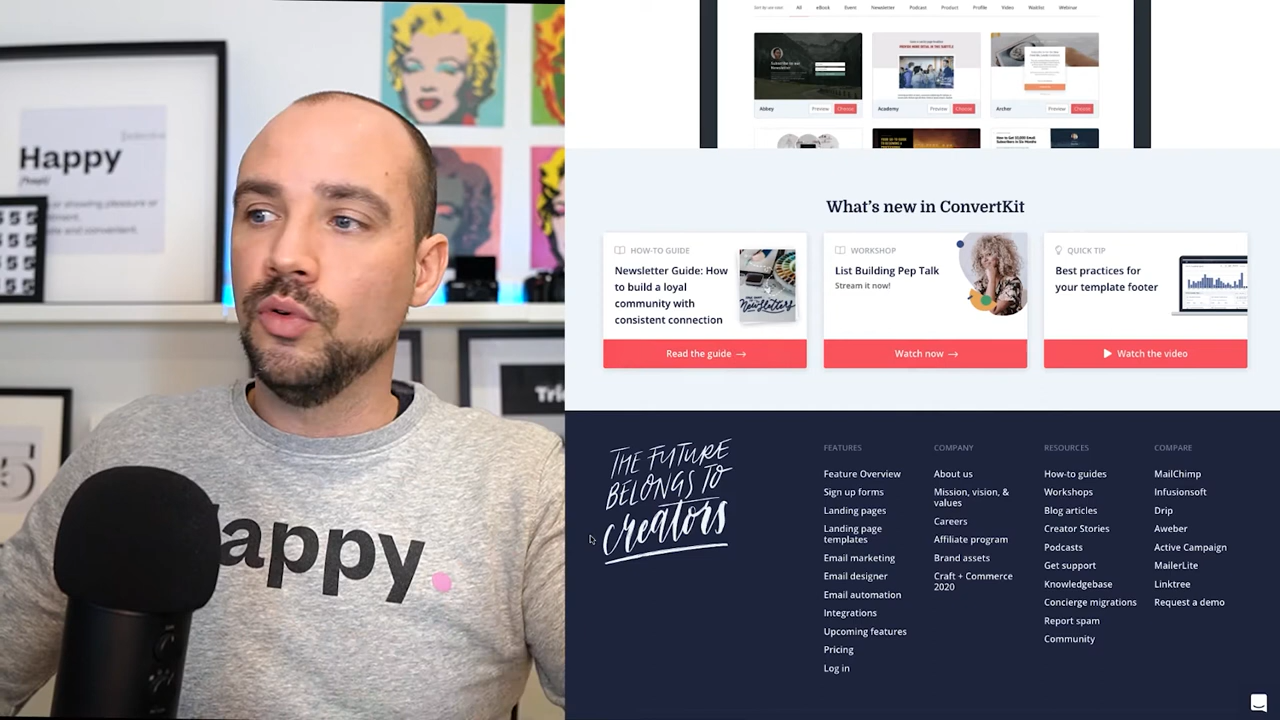 Happy
happy.
Sort by use case:
All
eBook
Event
Newsletter
Podcast
Product
Profile
Video
Waitlist
Webinar
Abbey
Preview
Choose
Academy
Preview
Choose
Archer
Preview
Choose
What's new in ConvertKit
HOW-TO GUIDE
Newsletter Guide: How
to build a loyal
community with
consistent connection
Read the guide →
WORKSHOP
List Building Pep Talk
Stream it now!
Watch now →
QUICK TIP
Best practices for
your template footer
Watch the video
THE FUTURE
BELONGS TO
creators
FEATURES
Feature Overview
Sign up forms
Landing pages
Landing page
templates
Email marketing
Email designer
Email automation
Integrations
Upcoming features
Pricing
Log in
COMPANY
About us
Mission, vision, &
values
Careers
Affiliate program
Brand assets
Craft + Commerce
2020
RESOURCES
How-to guides
Workshops
Blog articles
Creator Stories
Podcasts
Get support
Knowledgebase
Concierge migrations
Report spam
Community
COMPARE
MailChimp
Infusionsoft
Drip
Aweber
Active Campaign
MailerLite
Linktree
Request a demo